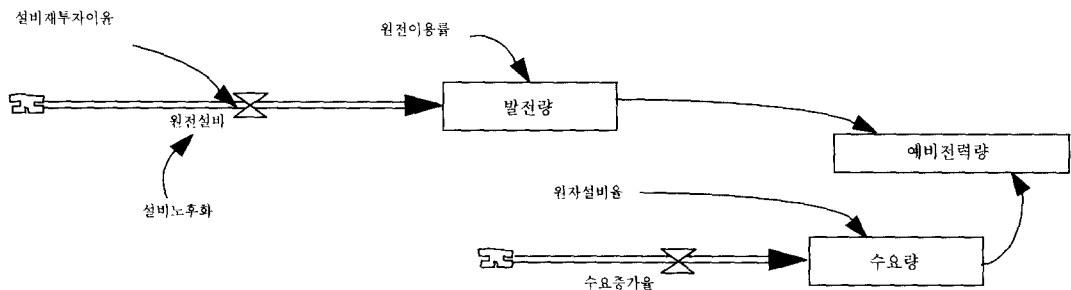 설비재투자이윤
원전이용률
발전량
원전설비
예비전력량
설비노후화
원자설비율
수요량
수요증가율